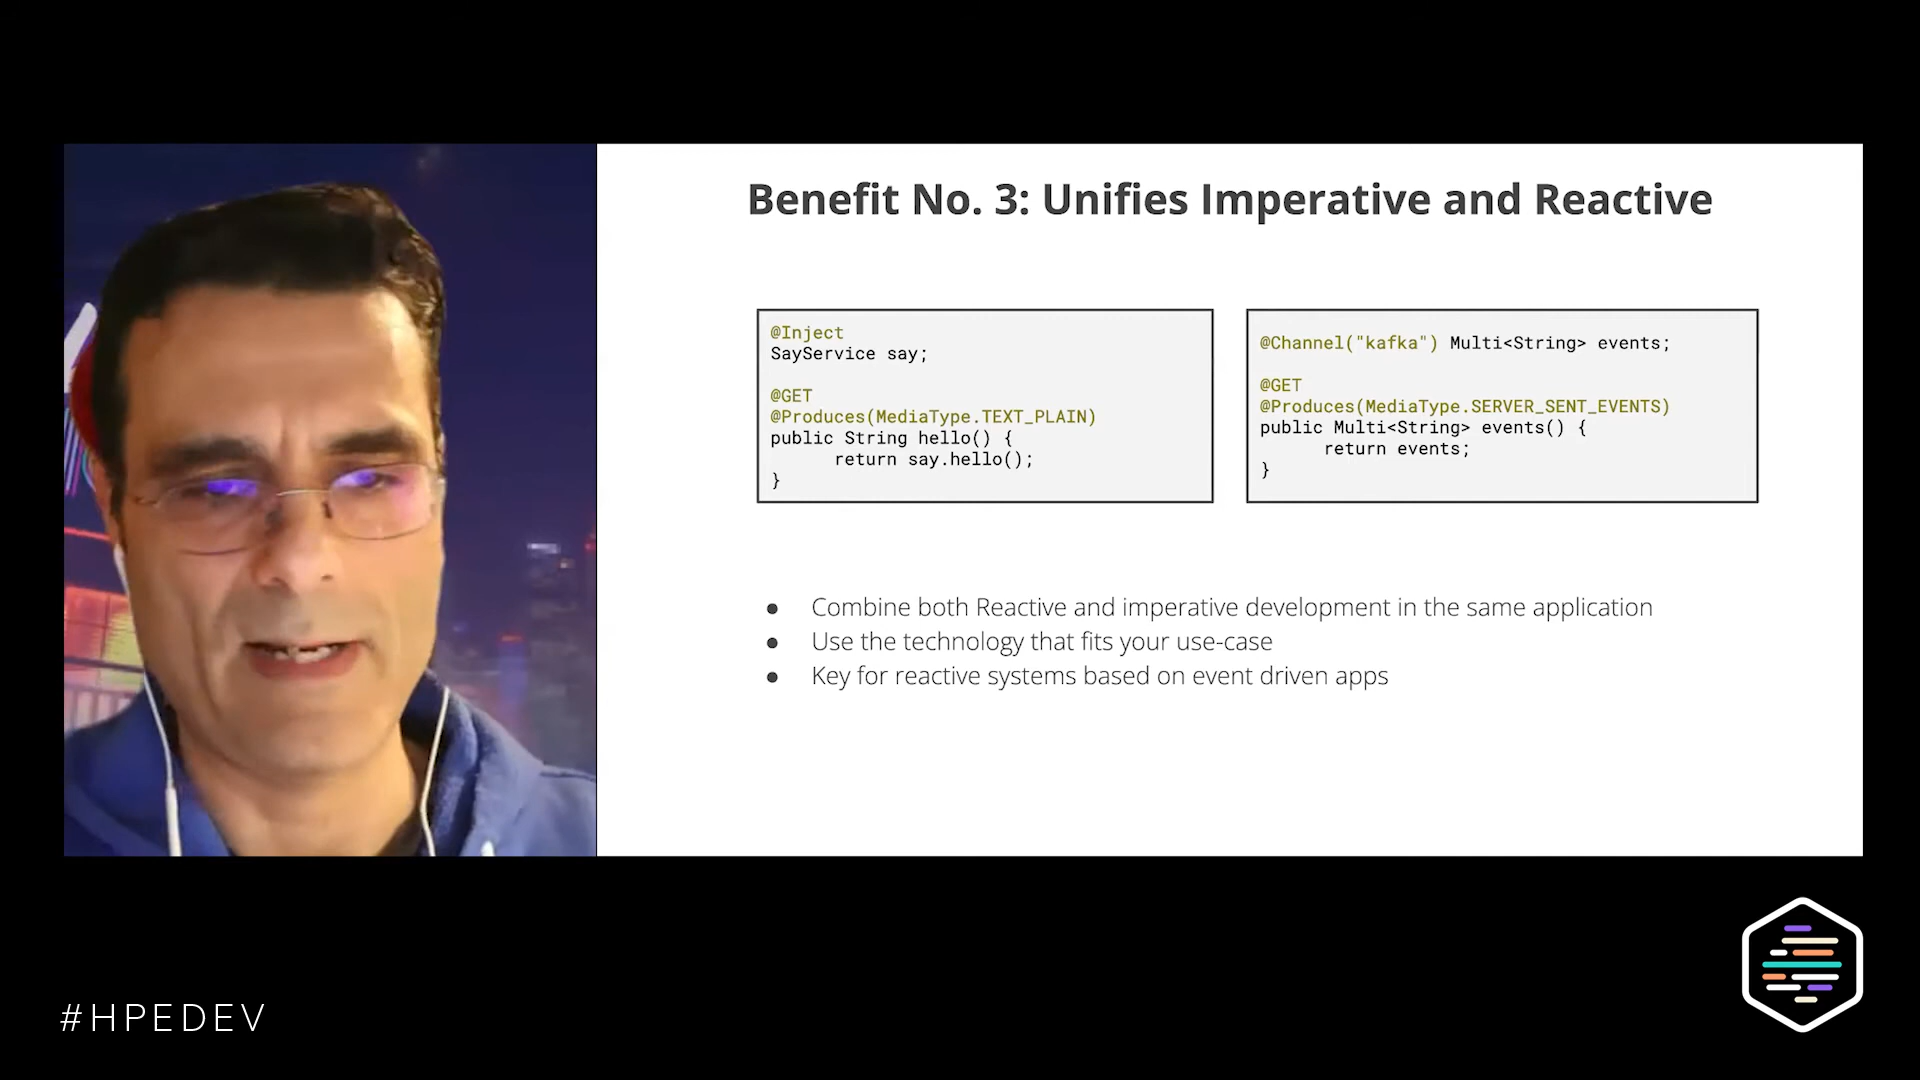 Benefit No. 3: Unifies Imperative and Reactive
@Inject
SayService say;
@GET
@Produces(MediaType.TEXT_PLAIN)
public String hello() {
return say.hello();
}
@Channel("kafka") Multi<String> events;
@GET
@Produces(MediaType.SERVER_SENT_EVENTS)
public Multi<String> events() {
return events;
}
● Combine both Reactive and imperative development in the same application
● Use the technology that fits your use-case
● Key for reactive systems based on event driven apps
#HPEDEV